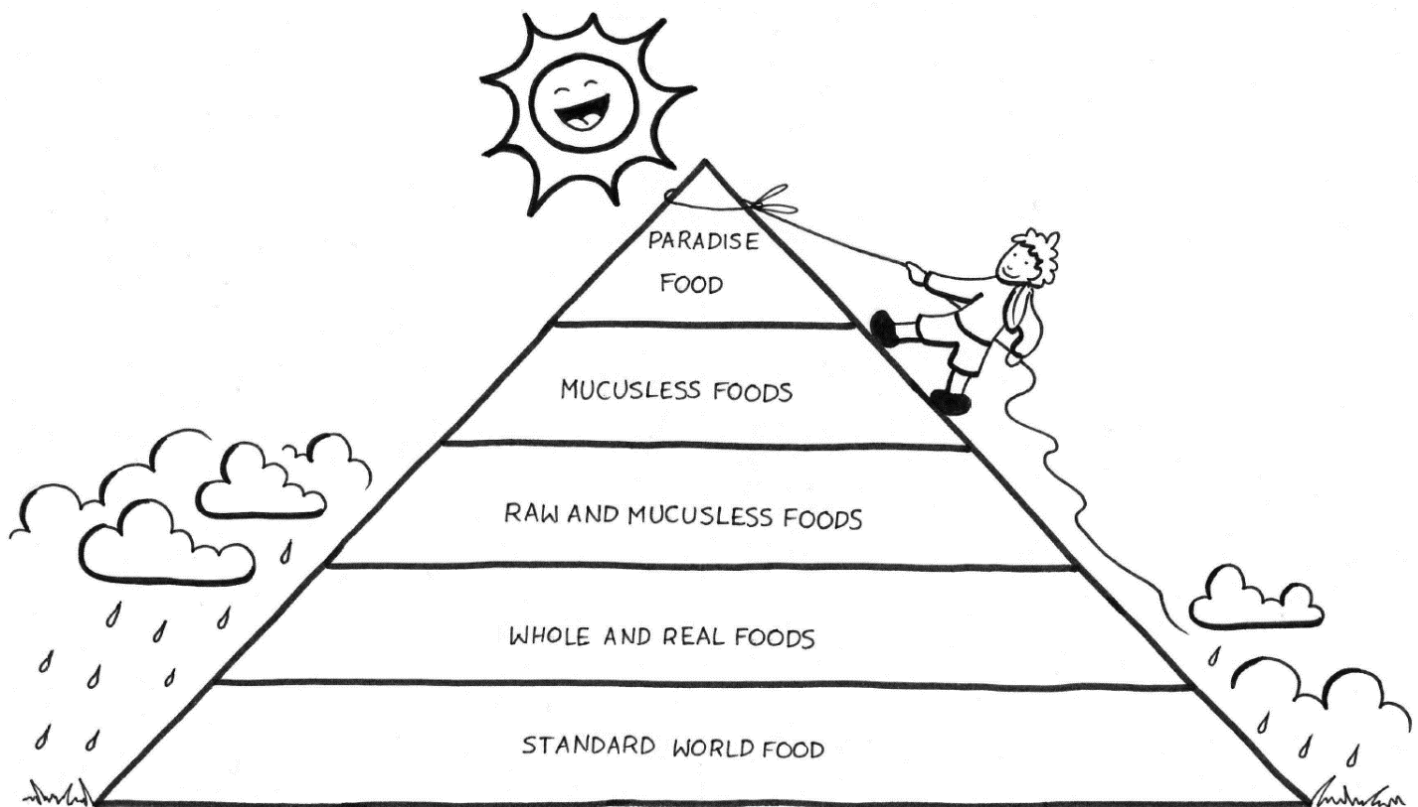 PARADISE
FOOD
MUCUSLESS FOODS
RAW AND MUCUSLESS FOODS
WHOLE AND REAL FOODS
STANDARD WORLD FOOD